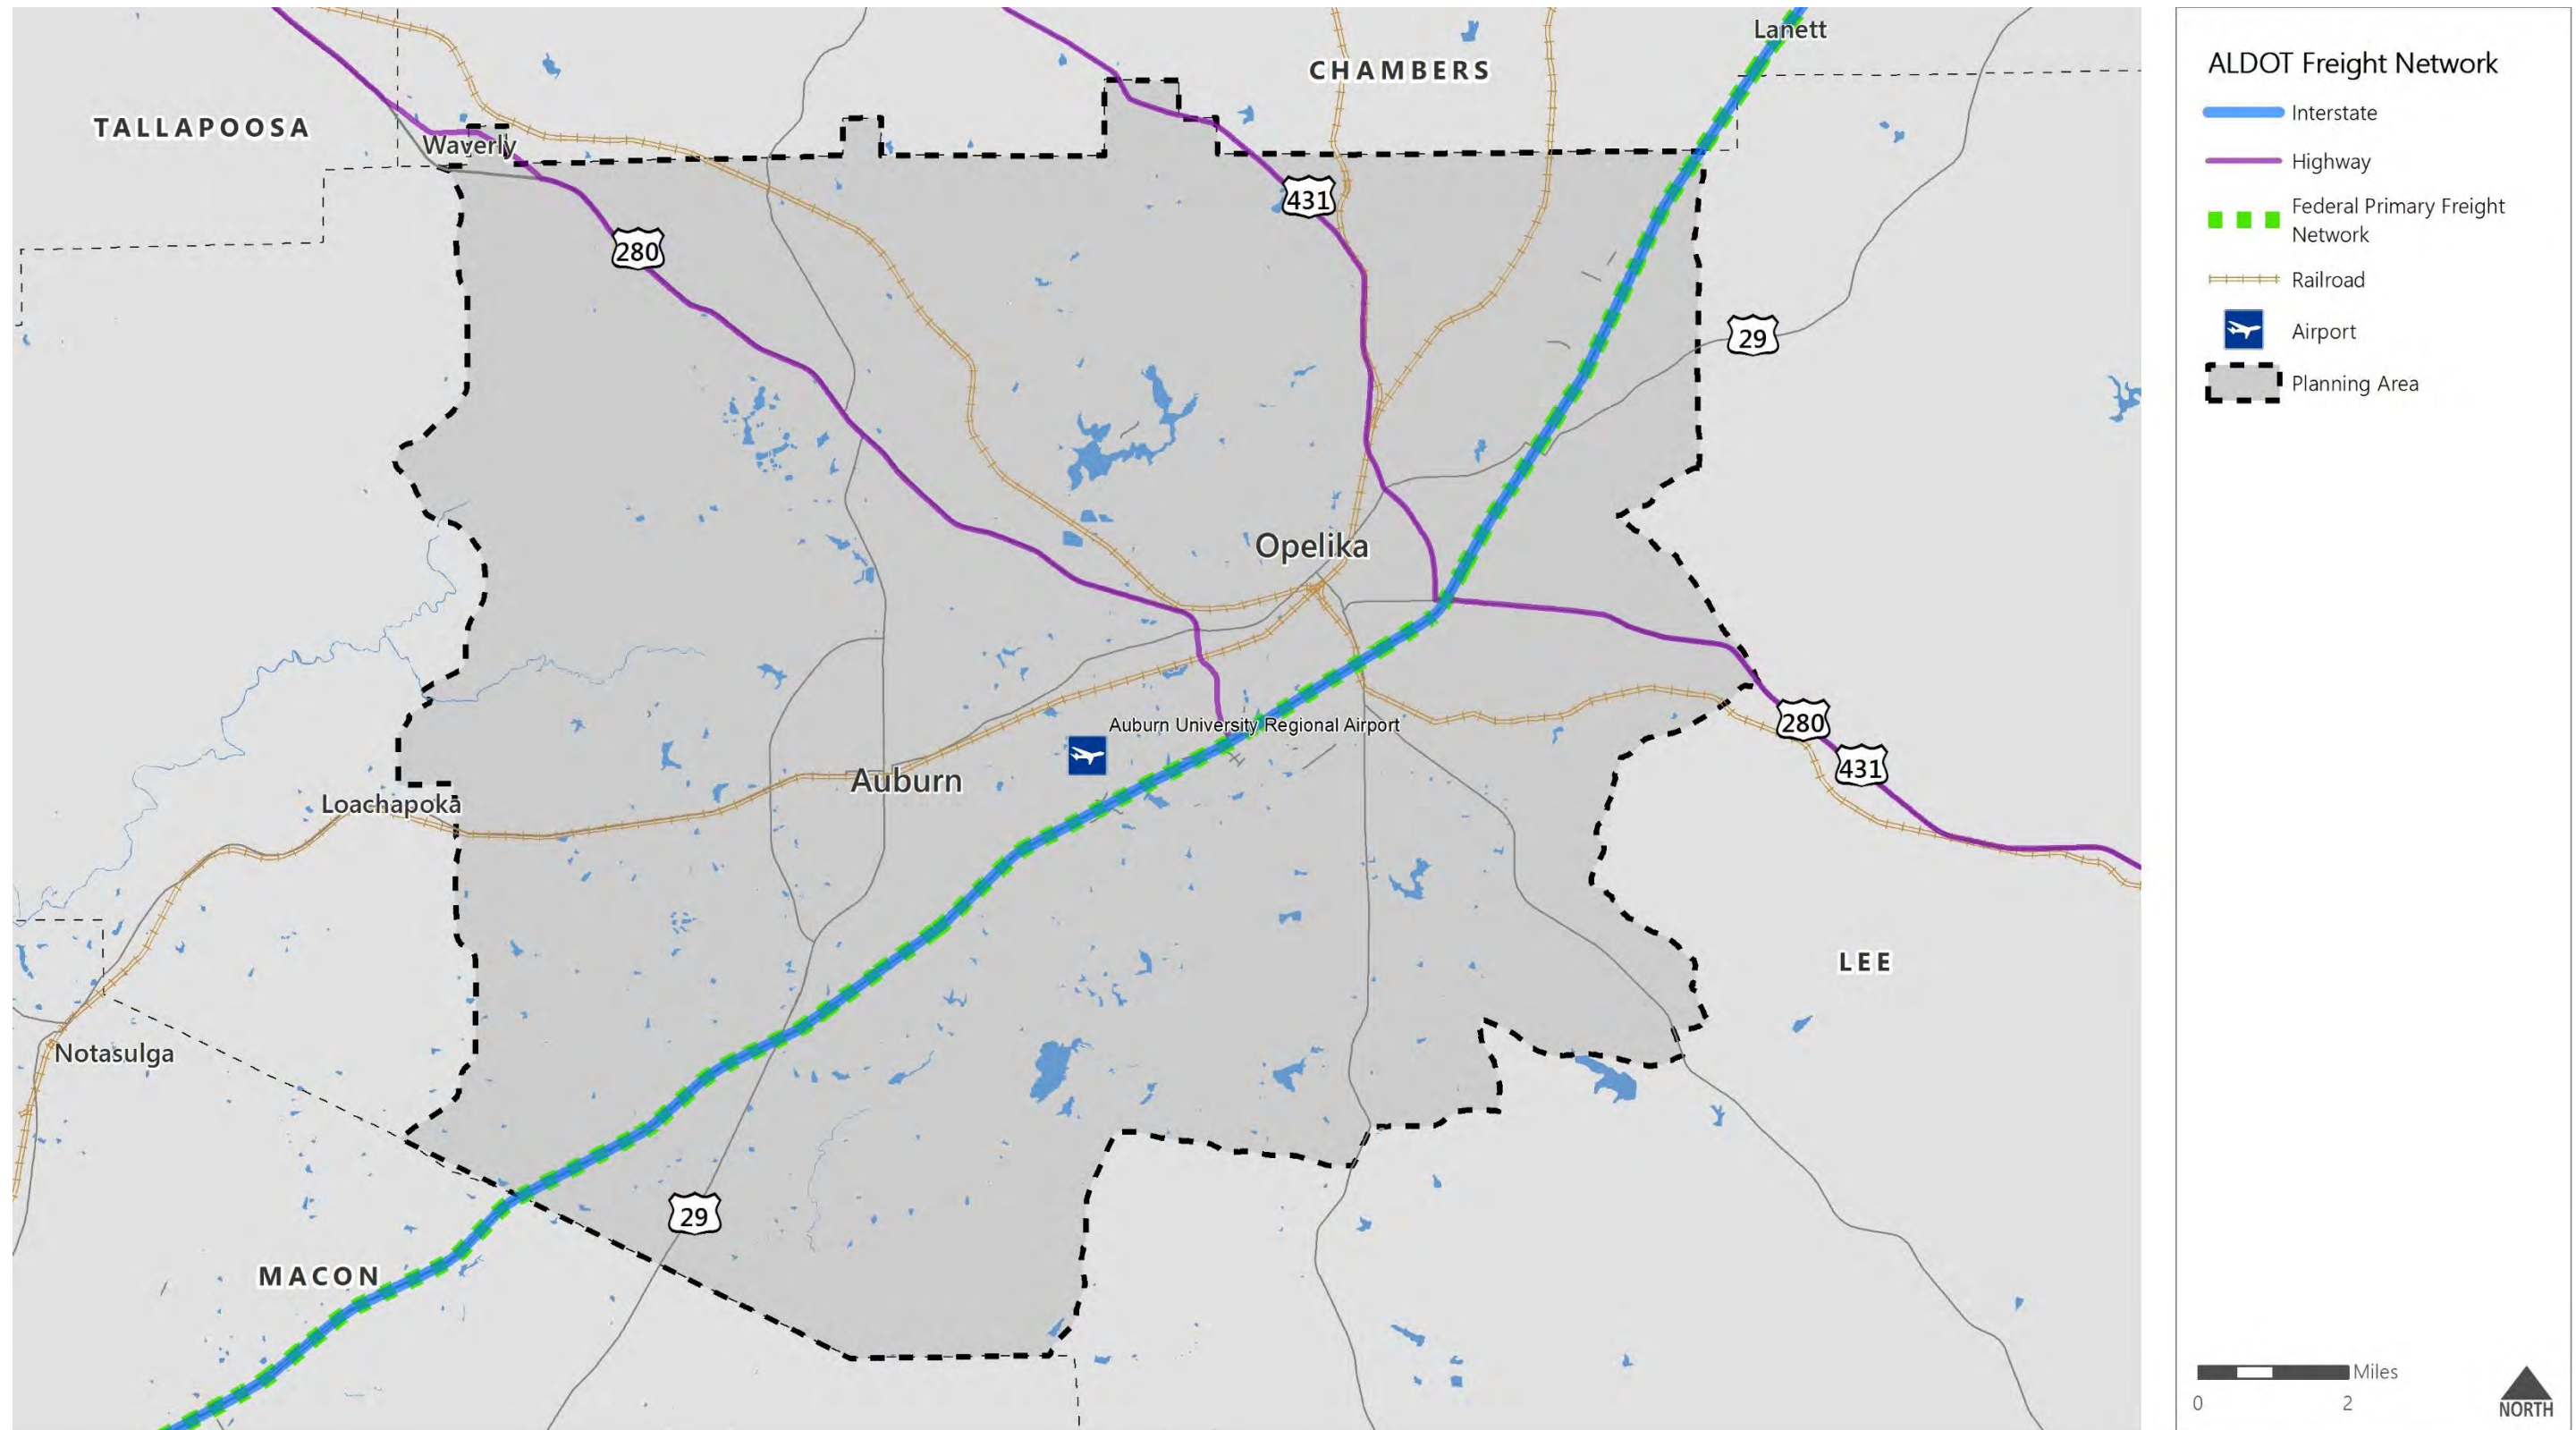 Lanett
CHAMBERS
TALLAPOOSA
Waverly
431
280
29
Opelika
280
Auburn University Regional Airport
431
Auburn
Loachapoka
LEE
Notasulga
29
MACON
ALDOT Freight Network
Interstate
Highway
Federal Primary Freight
Network
Railroad
Airport
Planning Area
Miles
0 2
NORTH